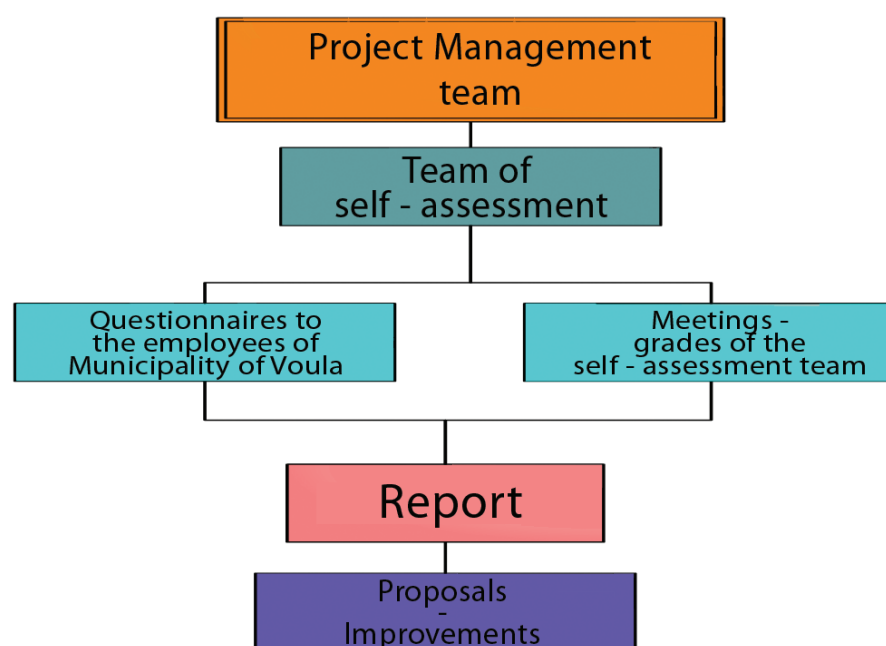 Project Management
team
Team of
self - assessment
Questionnaires to
the employees of
Municipality of Voula
Meetings -
grades of the
self - assessment team
Report
Proposals
-
Improvements